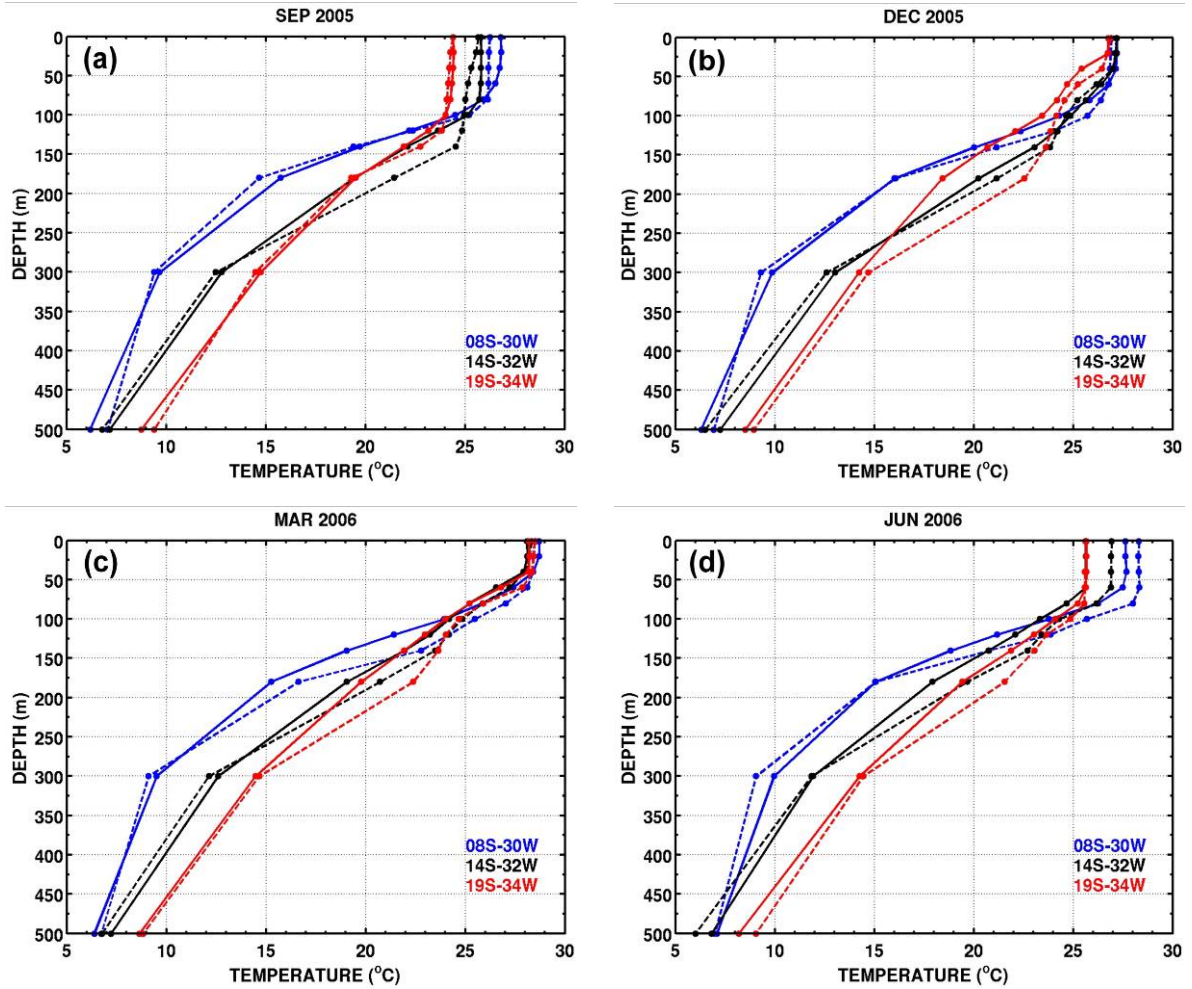 SEP 2005
(a)
0
50
100
150
200
250
300
350
400
450
500
DEPTH (m)
08S-30W
14S-32W
19S-34W
5 10 15 20 25 30
TEMPERATURE (°C)
DEC 2005
(b)
0
50
100
150
200
250
300
350
400
450
500
DEPTH (m)
08S-30W
14S-32W
19S-34W
5 10 15 20 25 30
TEMPERATURE (°C)
MAR 2006
(c)
0
50
100
150
200
250
300
350
400
450
500
DEPTH (m)
08S-30W
14S-32W
19S-34W
5 10 15 20 25 30
TEMPERATURE (°C)
JUN 2006
(d)
0
50
100
150
200
250
300
350
400
450
500
DEPTH (m)
08S-30W
14S-32W
19S-34W
5 10 15 20 25 30
TEMPERATURE (°C)